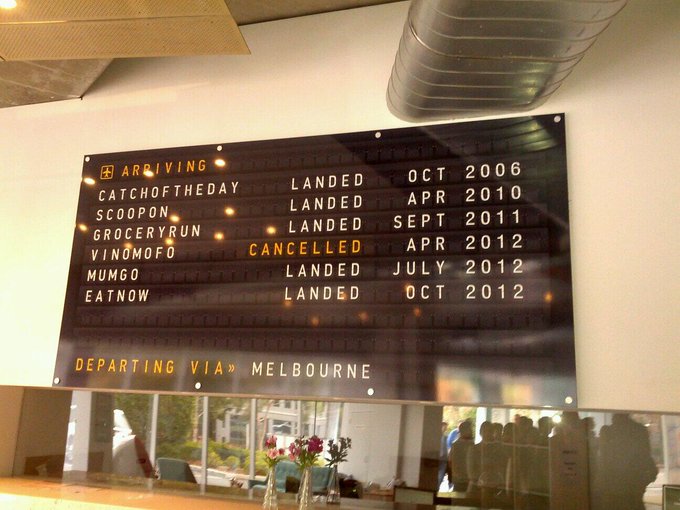 ARRIVING
CATCHOFTHEDAY LANDED OCT 2006
SCOOPON LANDED APR 2010
GROCERYRUN LANDED SEPT 2011
VINOMOFO CANCELLED APR 2012
MUMGO LANDED JULY 2012
EATNOW LANDED OCT 2012
DEPARTING VIA» MELBOURNE